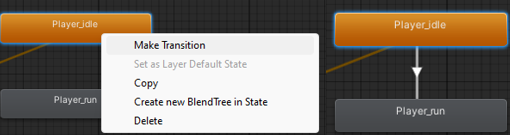 Player_idle
Make Transition
Set as Layer Default State
Copy
Create new BlendTree in State
Delete
Player_run
Player_idle
Player_run